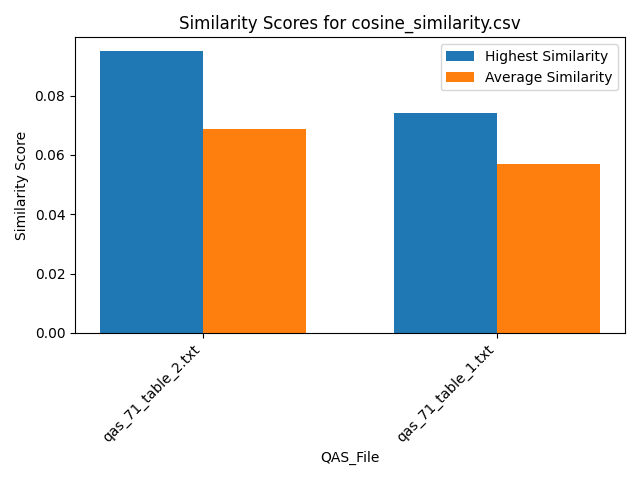 Similarity Scores for cosine_similarity.csv
Highest Similarity
Average Similarity
Similarity Score
0.08
0.06
0.04
0.02
0.00
qas_71_table_2.txt
qas_71_table_1.txt
QAS_File